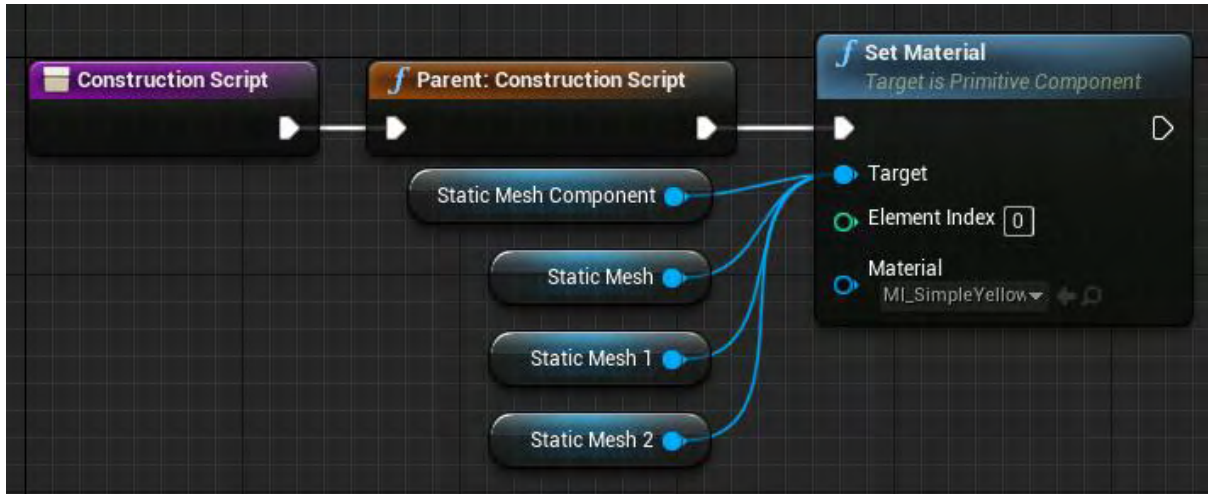 Construction Script
Parent: Construction Script
Set Material
Target is Primitive Component
Static Mesh Component
Static Mesh
Static Mesh 1
Static Mesh 2
Target
Element Index 0
Material
MI_SimpleYellow